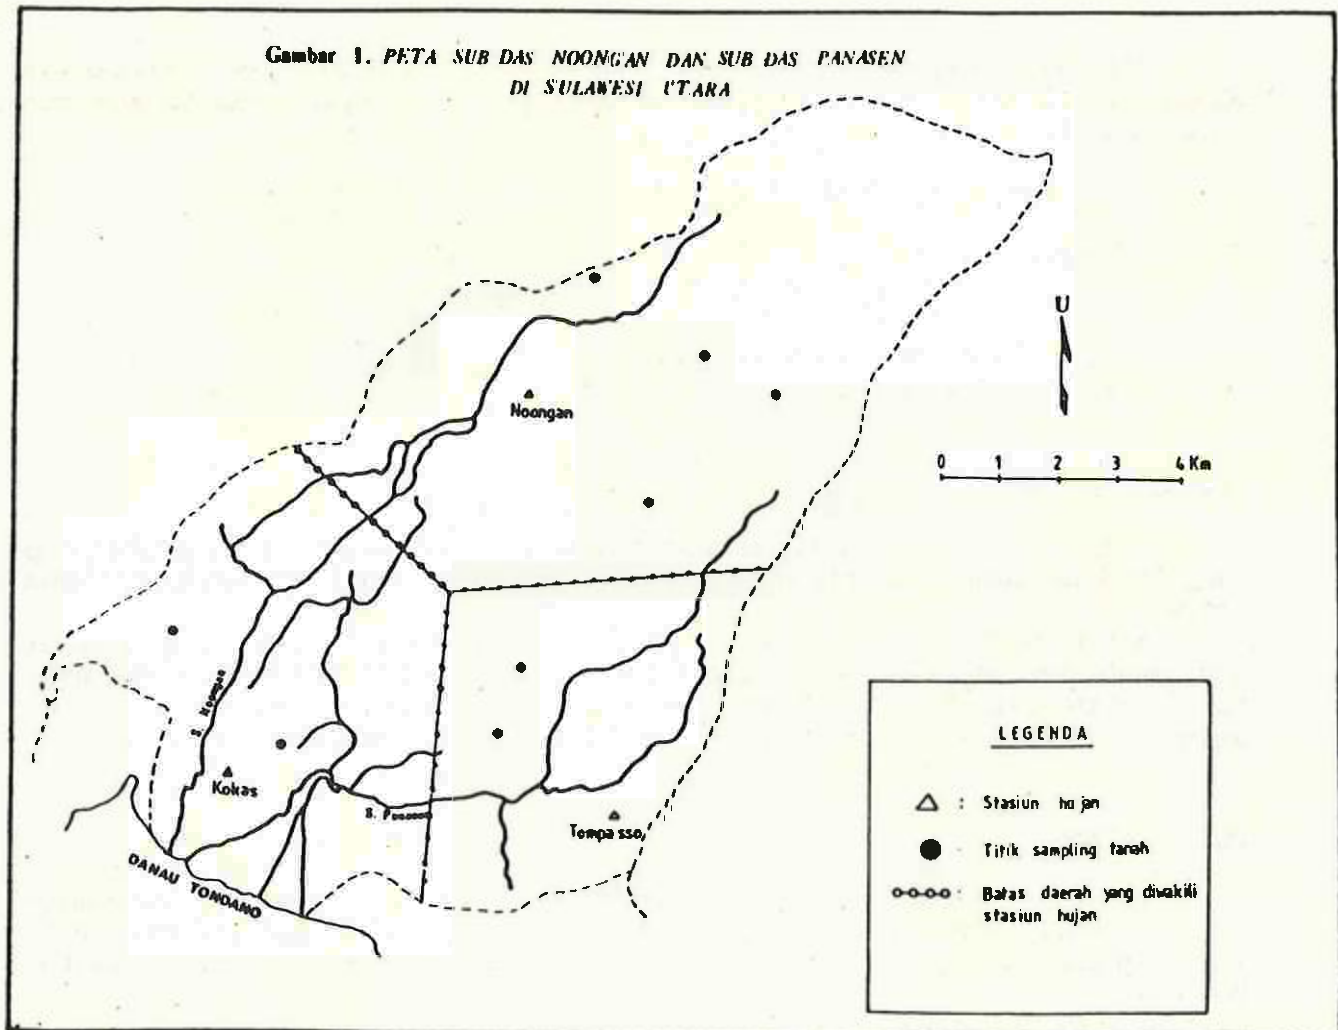 Gambar 1. PETA SUB DAS NOONGAN DAN SUB DAS PANASEN
DI SULAWESI UTARA
U
Noongan
0 1 2 3 4 Km
S. Noongan
Kokas
S. Panasen
Tompasso
DANAU TONDANO
LEGENDA
: Stasiun hujan
: Titik sampling tanah
: Batas daerah yang diwakili
stasiun hujan